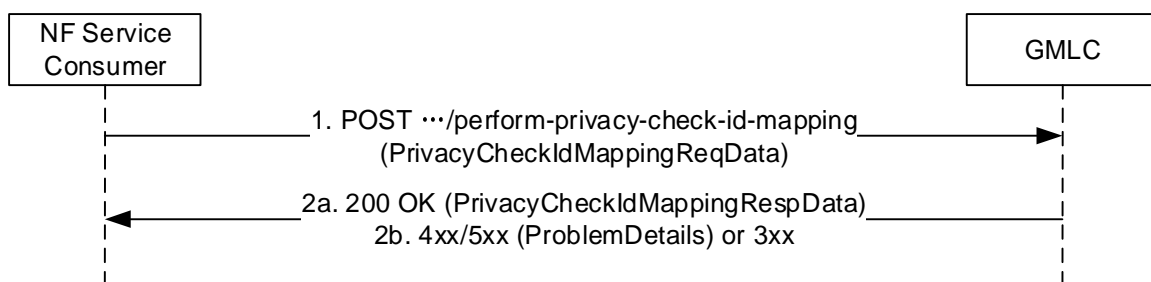 NF Service
Consumer
GMLC
1. POST …/perform-privacy-check-id-mapping
(PrivacyCheckIdMappingReqData)
2a. 200 OK (PrivacyCheckIdMappingRespData)
2b. 4xx/5xx (ProblemDetails) or 3xx